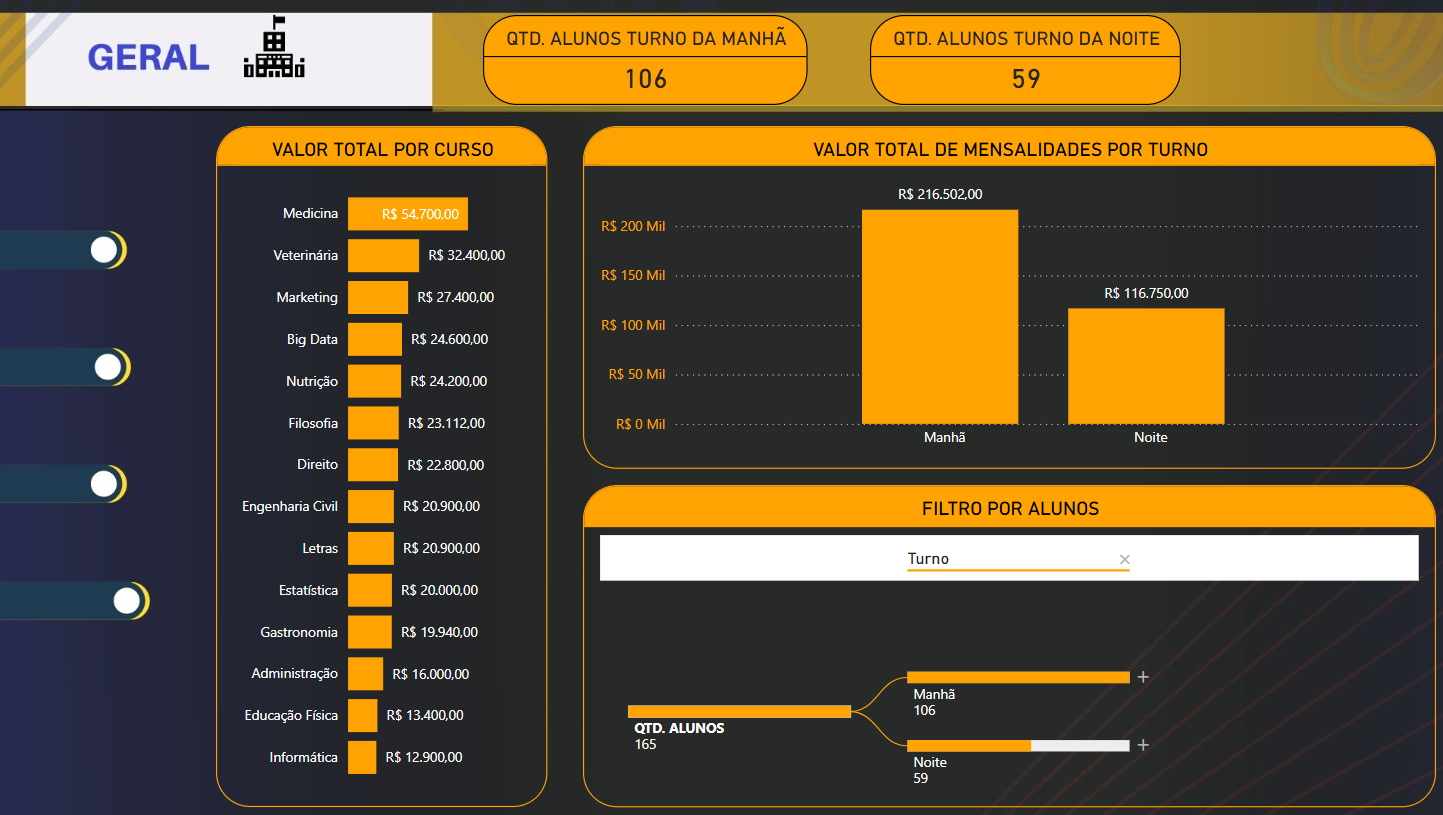 GERAL
QTD. ALUNOS TURNO DA MANHÃ
106
QTD. ALUNOS TURNO DA NOITE
59
VALOR TOTAL POR CURSO
Medicina R$ 54.700,00
Veterinária R$ 32.400,00
Marketing R$ 27.400,00
Big Data R$ 24.600,00
Nutrição R$ 24.200,00
Filosofia R$ 23.112,00
Direito R$ 22.800,00
Engenharia Civil R$ 20.900,00
Letras R$ 20.900,00
Estatística R$ 20.000,00
Gastronomia R$ 19.940,00
Administração R$ 16.000,00
Educação Física R$ 13.400,00
Informática R$ 12.900,00
VALOR TOTAL DE MENSALIDADES POR TURNO
R$ 216.502,00
R$ 200 Mil
R$ 150 Mil
R$ 116.750,00
R$ 100 Mil
R$ 50 Mil
R$ 0 Mil
Manhã Noite
FILTRO POR ALUNOS
Turno
QTD. ALUNOS
165
Manhã
106
Noite
59